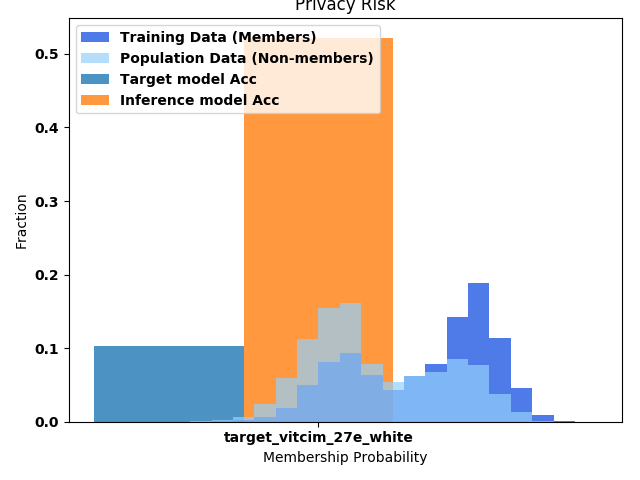 Privacy Risk
Training Data (Members)
Population Data (Non-members)
Target model Acc
Inference model Acc
0.5
0.4
0.3
0.2
0.1
0.0
Fraction
target_vitcim_27e_white
Membership Probability